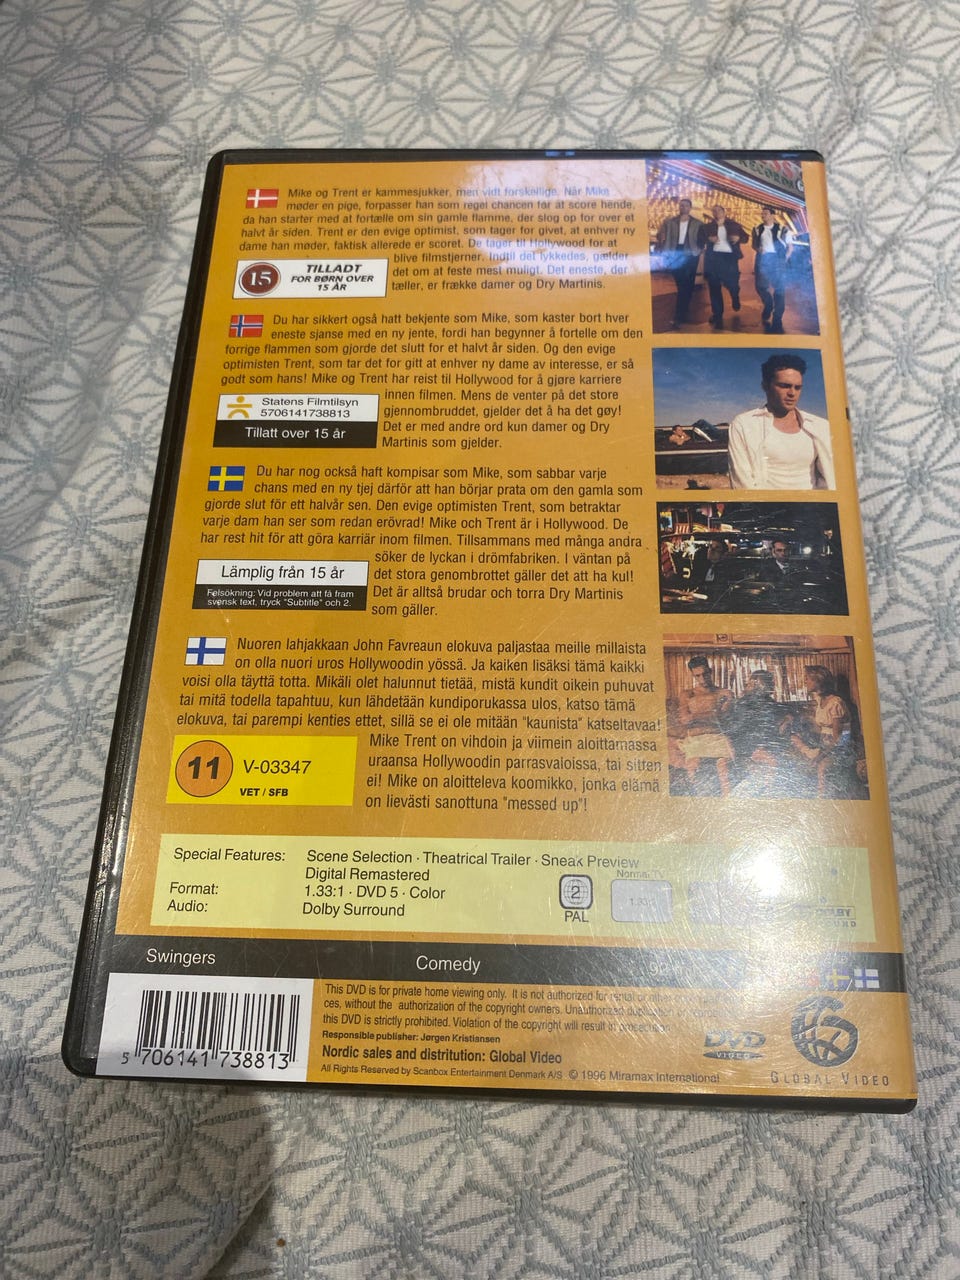 Mike og Trent er kammesjukker, men vidt forskellige. Når Mike
møder en pige, forpasser han som regel chancen for at score hende,
da han starter med at fortælle om sin gamle flamme, der slog op for over et
halvt år siden. Trent er den evige optimist, som tager for givet, at enhver ny
dame han møder, faktisk allerede er scoret. De tager til Hollywood for at
blive filmstjerner. Indtil det lykkedes, gælder
det om at feste mest muligt. Det eneste, der
tæller, er frække damer og Dry Martinis.
15
TILLADT
FOR BØRN OVER
15 ÅR
Du har sikkert også hatt bekjente som Mike, som kaster bort hver
eneste sjanse med en ny jente, fordi han begynner å fortelle om den
forrige flammen som gjorde det slutt for et halvt år siden. Og den evige
optimisten Trent, som tar det for gitt at enhver ny dame av interesse, er så
godt som hans! Mike og Trent har reist til Hollywood for å gjøre karriere
innen filmen. Mens de venter på det store
gjennombruddet, gjelder det å ha det gøy!
Det er med andre ord kun damer og Dry
Martinis som gjelder.
Statens Filmtilsyn
5706141738813
Tillatt over 15 år
Du har nog också haft kompisar som Mike, som sabbar varje
chans med en ny tjej därför att han börjar prata om den gamla som
gjorde slut för ett halvår sen. Den evige optimisten Trent, som betraktar
varje dam han ser som redan erövrad! Mike och Trent är i Hollywood. De
har rest hit för att göra karriär inom filmen. Tillsammans med många andra
söker de lyckan i drömfabriken. I väntan på
det stora genombrottet gäller det att ha kul!
Det är alltså brudar och torra Dry Martinis
som gäller.
Lämplig från 15 år
Felsökning: Vid problem att få fram
svensk text, tryck "Subtitle" och 2.
Nuoren lahjakkaan John Favreaun elokuva paljastaa meille millaista
on olla nuori uros Hollywoodin yössä. Ja kaiken lisäksi tämä kaikki
voisi olla täyttä totta. Mikäli olet halunnut tietää, mistä kundit oikein puhuvat
tai mitä todella tapahtuu, kun lähdetään kundiporukassa ulos, katso tämä
elokuva, tai parempi kenties ettet, sillä se ei ole mitään "kaunista" katseltavaa!
Mike Trent on vihdoin ja viimein aloittamassa
uraansa Hollywoodin parrasvaloissa, tai sitten
ei! Mike on aloitteleva koomikko, jonka elämä
on lievästi sanottuna "messed up"!
11
V-03347
VET / SFB
Special Features: Scene Selection · Theatrical Trailer · Sneak Preview
Digital Remastered
Format: 1.33:1 · DVD 5 · Color
Audio: Dolby Surround
2
PAL
Normal TV
1.33:1
Swingers Comedy
This DVD is for private home viewing only. It is not authorized for rental or other
ces, without the authorization of the copyright owners. Unauthorized duplication or
this DVD is strictly prohibited. Violation of the copyright will result in prosecution
Responsible publisher: Jørgen Kristiansen
Nordic sales and distritution: Global Video
All Rights Reserved by Scanbox Entertainment Denmark A/S © 1996 Miramax International
5 706141 738813
DVD
VIDEO
GLOBAL VIDEO